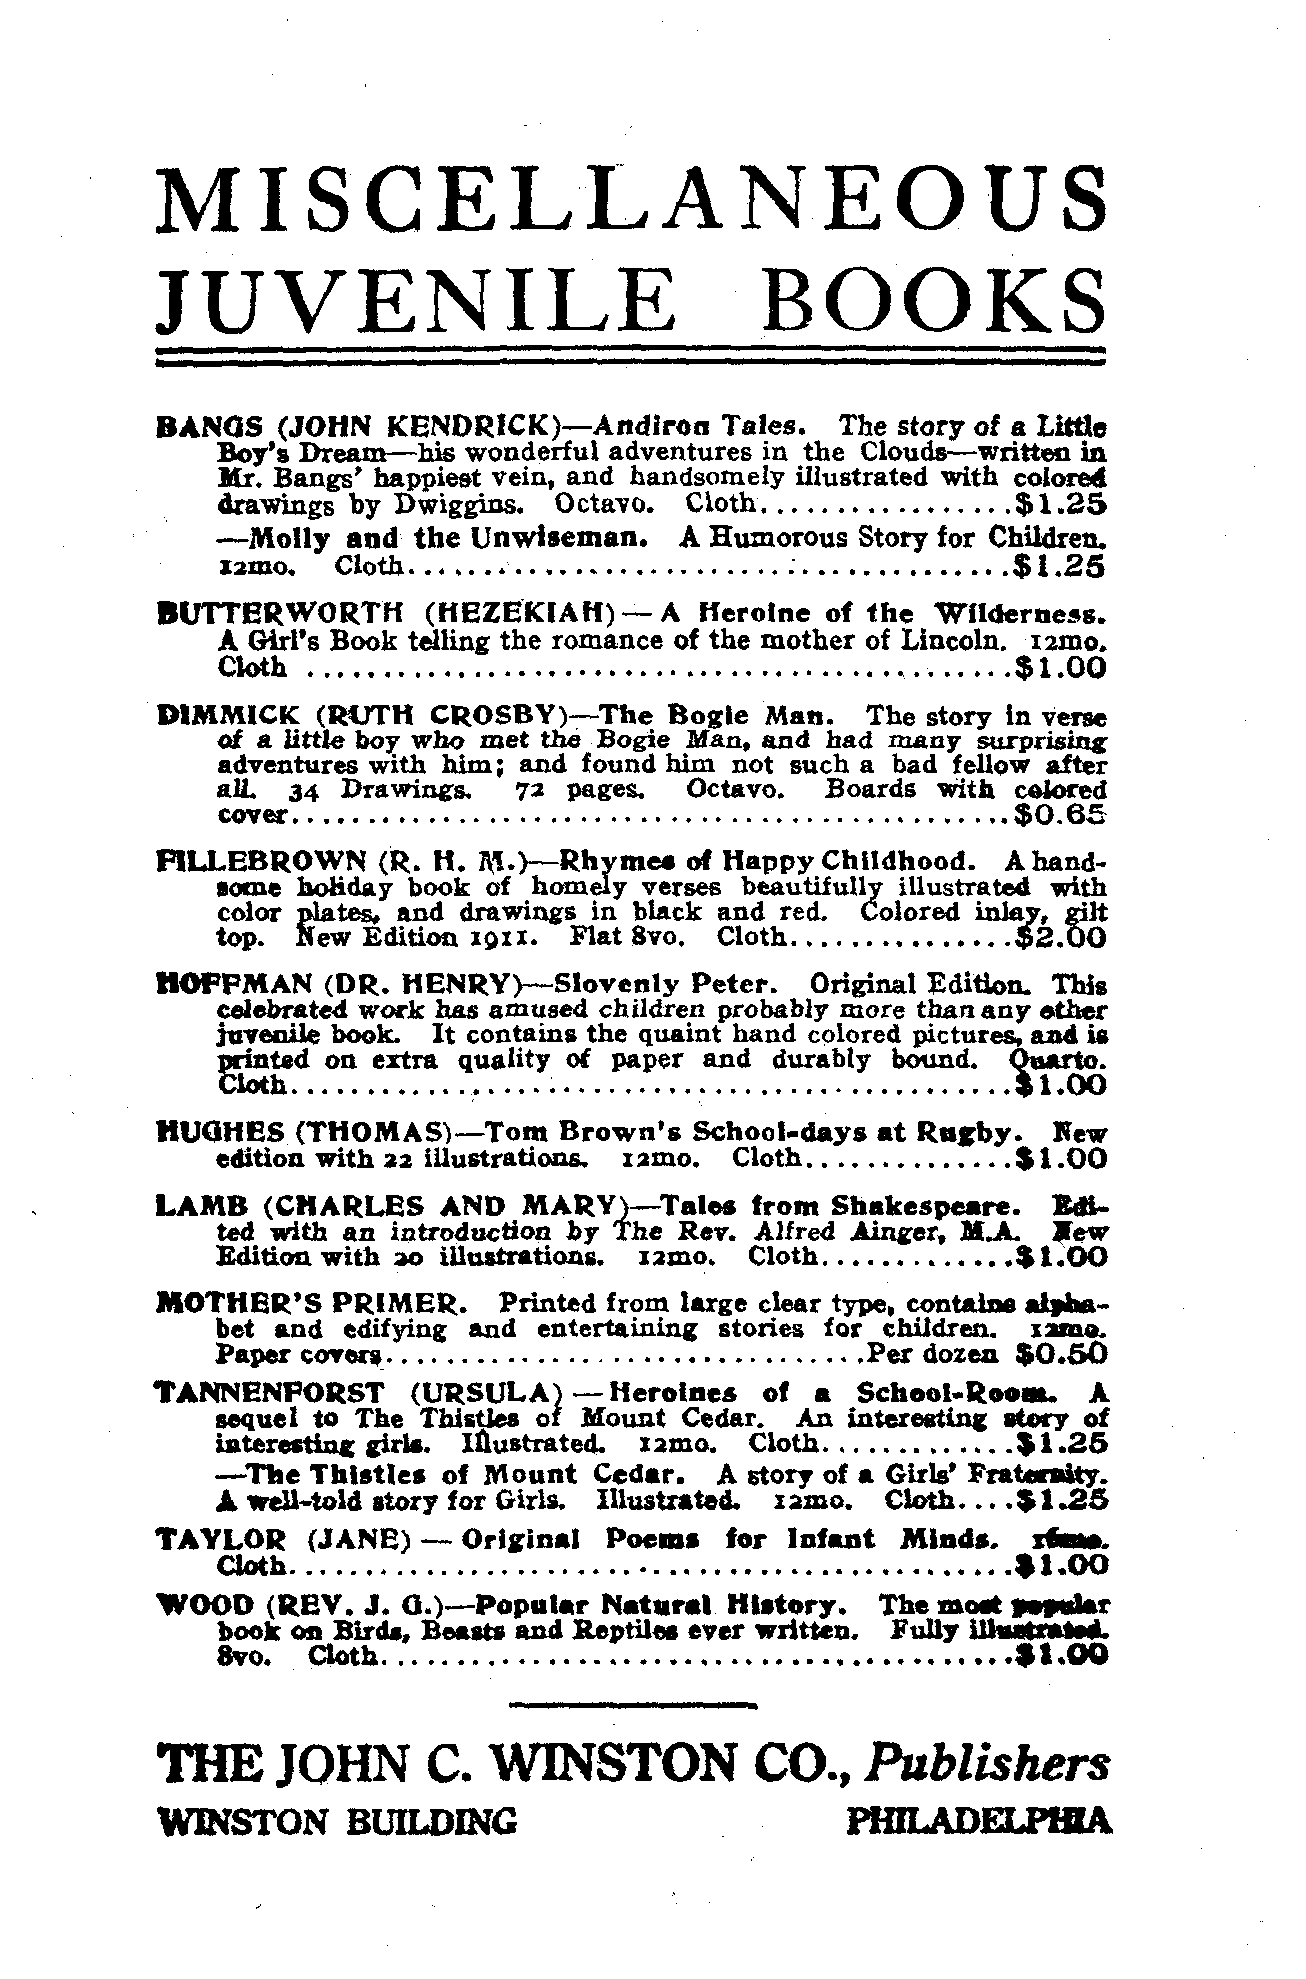 MISCELLANEOUS
JUVENILE BOOKS
BANGS (JOHN KENDRICK)—Andiron Tales. The story of a Little
Boy's Dream—his wonderful adventures in the Clouds—written in
Mr. Bangs' happiest vein, and handsomely illustrated with colored
drawings by Dwiggins. Octavo. Cloth.................$1.25
—Molly and the Unwiseman. A Humorous Story for Children.
12mo. Cloth........................................$1.25
BUTTERWORTH (HEZEKIAH)—A Heroine of the Wilderness.
A Girl's Book telling the romance of the mother of Lincoln. 12mo.
Cloth ...............................................$1.00
DIMMICK (RUTH CROSBY)—The Bogie Man. The story in verse
of a little boy who met the Bogie Man, and had many surprising
adventures with him; and found him not such a bad fellow after
all. 34 Drawings. 72 pages. Octavo. Boards with colored
cover................................................$0.65
FILLEBROWN (R. H. M.)—Rhymes of Happy Childhood. A hand-
some holiday book of homely verses beautifully illustrated with
color plates, and drawings in black and red. Colored inlay, gilt
top. New Edition 1911. Flat 8vo. Cloth...............$2.00
HOFFMAN (DR. HENRY)—Slovenly Peter. Original Edition. This
celebrated work has amused children probably more than any other
juvenile book. It contains the quaint hand colored pictures, and is
printed on extra quality of paper and durably bound. Quarto.
Cloth................................................$1.00
HUGHES (THOMAS)—Tom Brown's School-days at Rugby. New
edition with 22 illustrations. 12mo. Cloth..............$1.00
LAMB (CHARLES AND MARY)—Tales from Shakespeare. Edi-
ted with an introduction by The Rev. Alfred Ainger, M.A. New
Edition with 20 illustrations. 12mo. Cloth.............$1.00
MOTHER'S PRIMER. Printed from large clear type, contains alpha-
bet and edifying and entertaining stories for children. 12mo.
Paper covers................................Per dozen $0.50
TANNENFORST (URSULA)—Heroines of a School-Room. A
sequel to The Thistles of Mount Cedar. An interesting story of
interesting girls. Illustrated. 12mo. Cloth.............$1.25
—The Thistles of Mount Cedar. A story of a Girls' Fraternity.
A well-told story for Girls. Illustrated. 12mo. Cloth....$1.25
TAYLOR (JANE)—Original Poems for Infant Minds. 16mo.
Cloth................................................$1.00
WOOD (REV. J. G.)—Popular Natural History. The most popular
book on Birds, Beasts and Reptiles ever written. Fully illustrated.
8vo. Cloth..........................................$1.00
THE JOHN C. WINSTON CO., Publishers
WINSTON BUILDING PHILADELPHIA